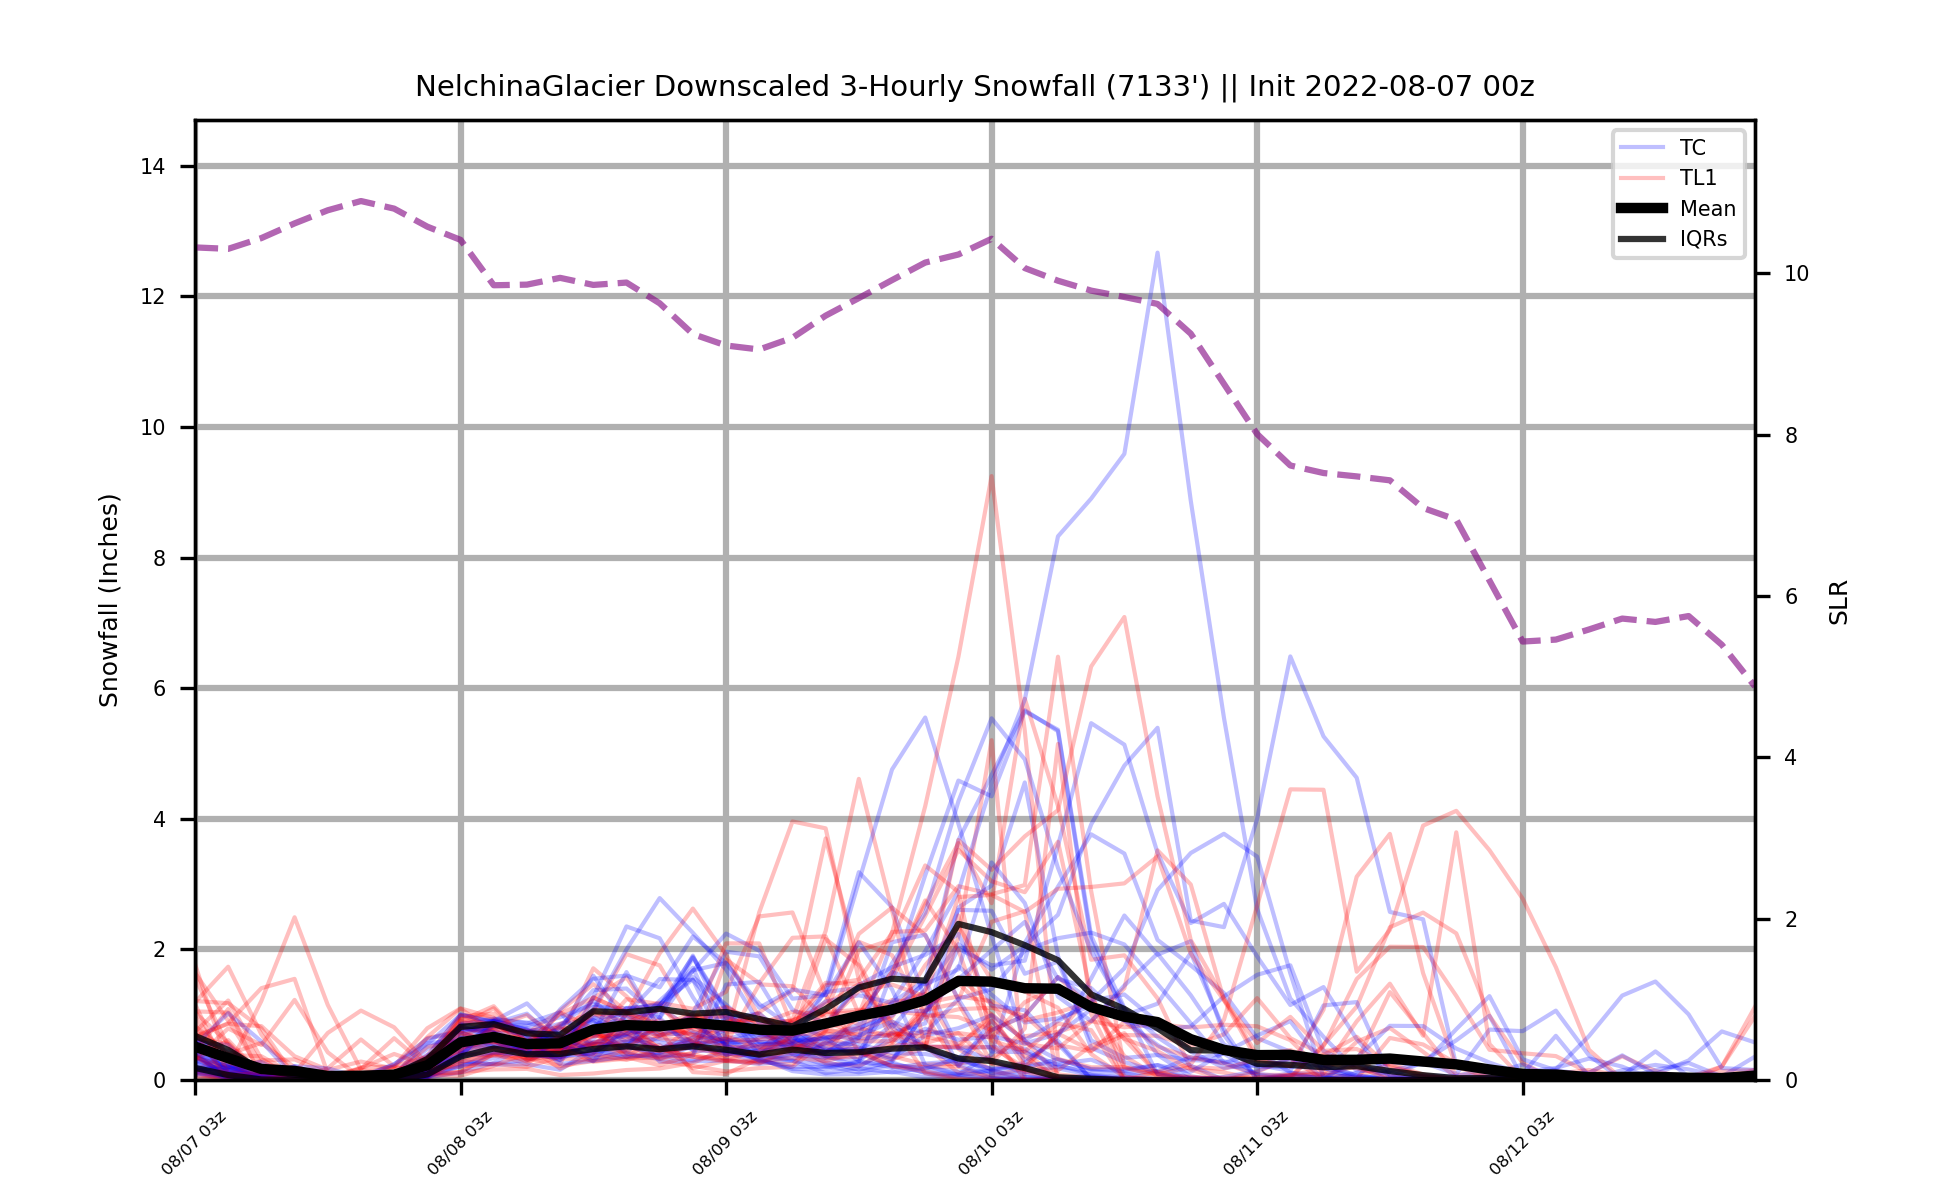 NelchinaGlacier Downscaled 3-Hourly Snowfall (7133') || Init 2022-08-07 00z
TC
TL1
Mean
IQRs
Snowfall (Inches)
14
12
10
8
6
4
2
0
SLR
10
8
6
4
2
0
08/07 03z
08/08 03z
08/09 03z
08/10 03z
08/11 03z
08/12 03z